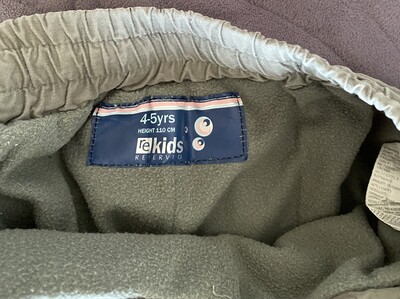 4-5yrs
HEIGHT 110 CM
re kids
RESERVED